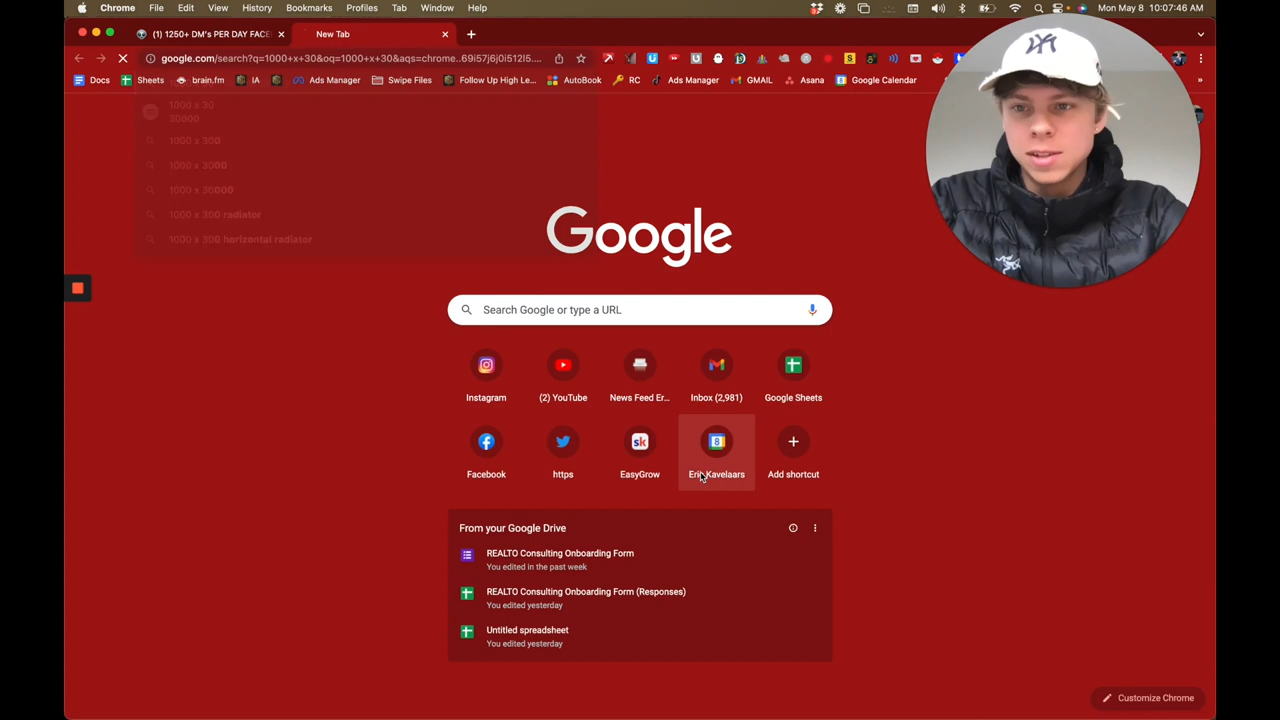 Chrome File Edit View History Bookmarks Profiles Tab Window Help Mon May 8 10:07:46 AM
(1) 1250+ DM's PER DAY FACE New Tab
google.com/search?q=1000+x+30&oq=1000+x+30&aqs=chrome..69i57j6j0i512l5....
Docs Sheets brain.fm IA Ads Manager Swipe Files Follow Up High Le... AutoBook RC Ads Manager GMAIL Asana Google Calendar »
1000 x 30
30000
1000 x 300
1000 x 3000
1000 x 30000
1000 x 300 radiator
1000 x 300 horizontal radiator
Google
Search Google or type a URL
Instagram (2) YouTube News Feed Er... Inbox (2,981) Google Sheets
Facebook https EasyGrow Kavelaars Add shortcut
From your Google Drive
REALTO Consulting Onboarding Form
You edited in the past week
REALTO Consulting Onboarding Form (Responses)
You edited yesterday
Untitled spreadsheet
You edited yesterday
Customize Chrome